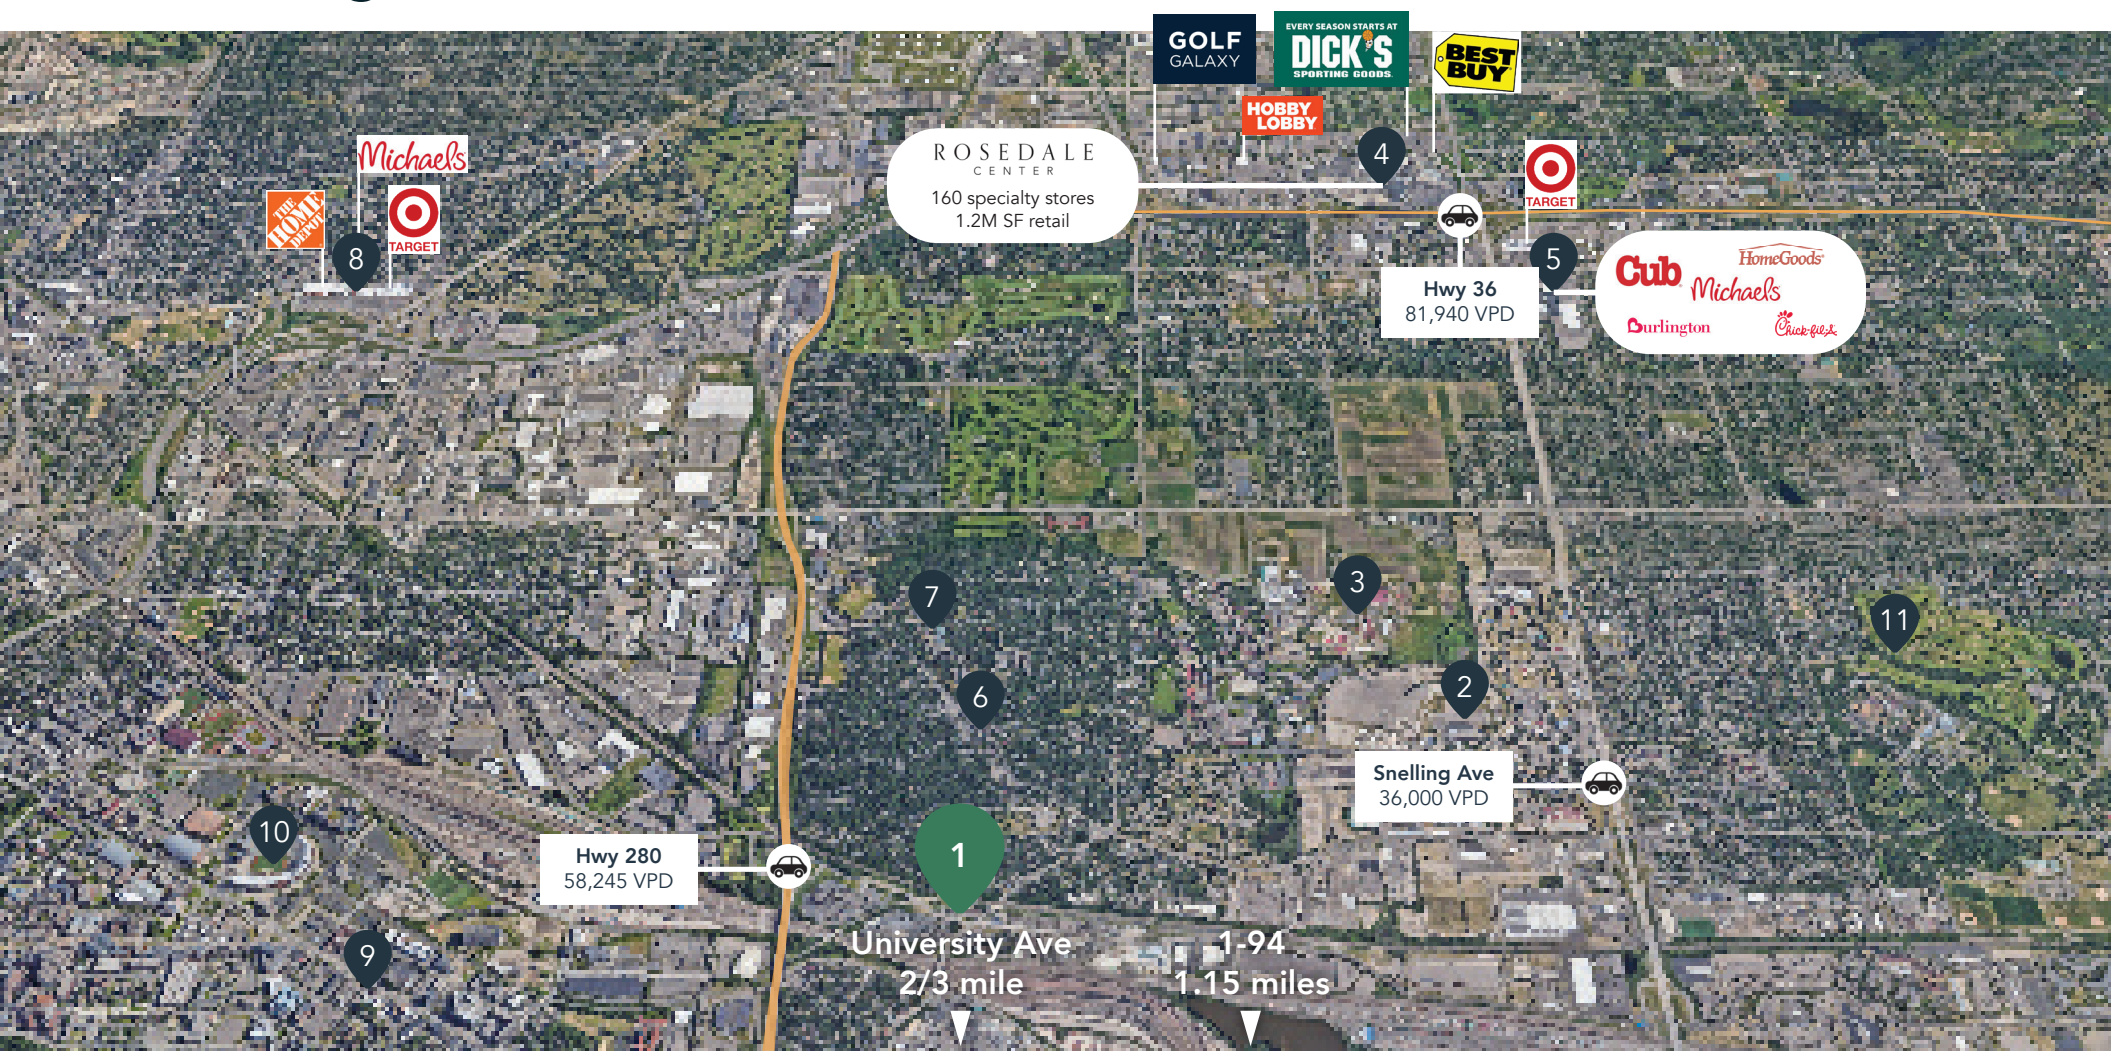 GOLF
GALAXY
EVERY SEASON STARTS AT
DICK'S
SPORTING GOODS
BEST
BUY
HOBBY
LOBBY
ROSEDALE
CENTER
160 specialty stores
1.2M SF retail
4
Michaels
THE
HOME
DEPOT
TARGET
8
TARGET
5
Hwy 36
81,940 VPD
Cub
HomeGoods
Michaels
Burlington
Chick-fil-A
7
3
11
6
2
Snelling Ave
36,000 VPD
10
Hwy 280
58,245 VPD
1
9
University Ave
2/3 mile
1-94
1.15 miles